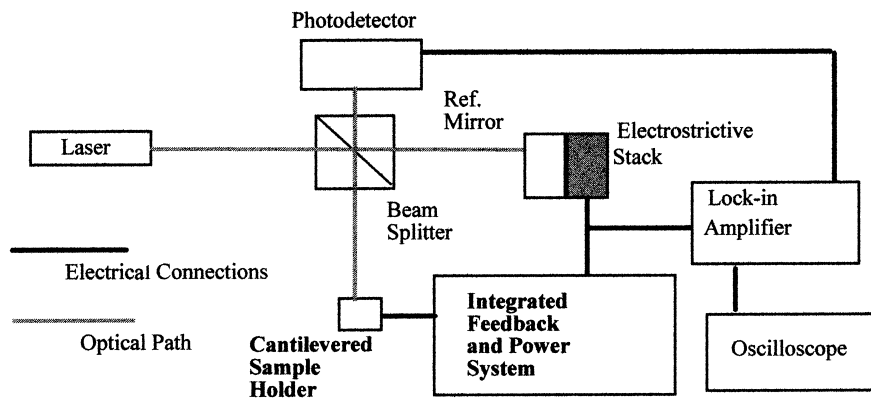 Photodetector
Ref.
Mirror
Laser
Electrostrictive
Stack
Beam
Splitter
Lock-in
Amplifier
Electrical Connections
Optical Path
Cantilevered
Sample
Holder
Integrated
Feedback
and Power
System
Oscilloscope